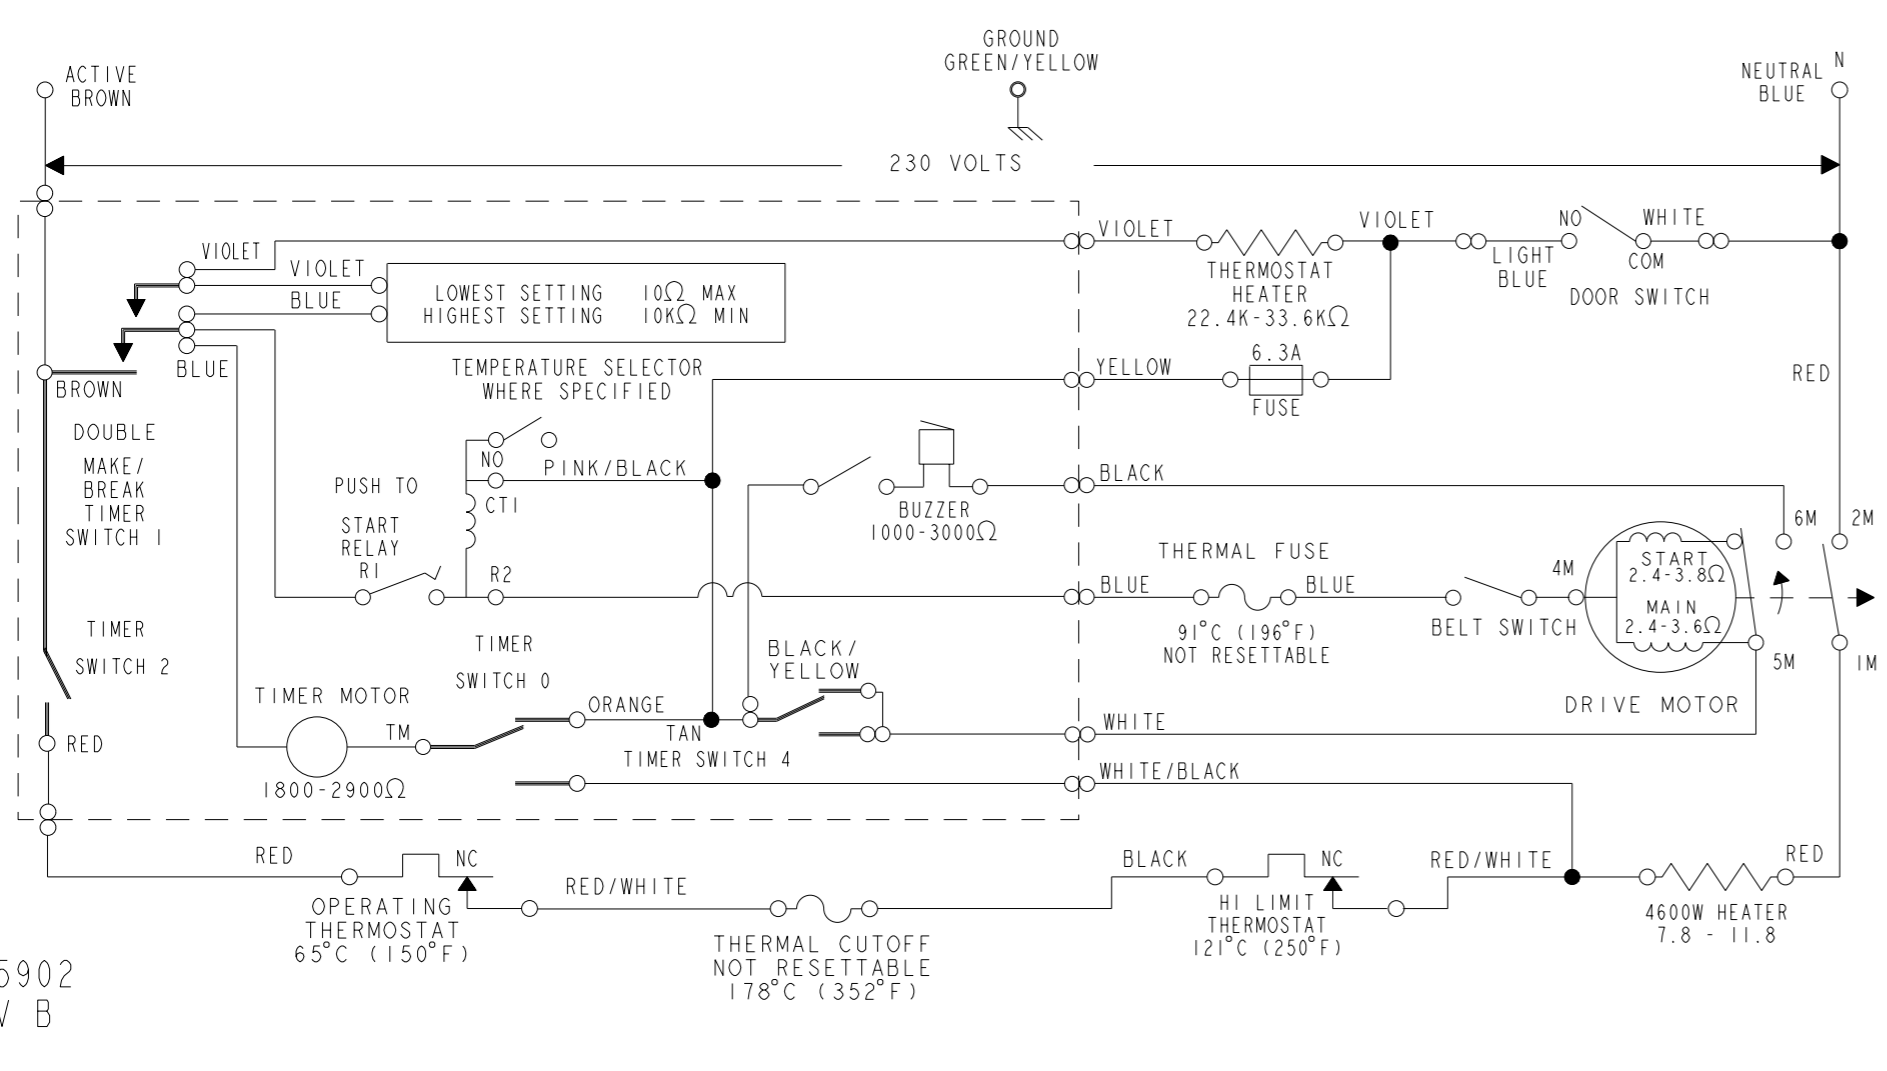 GROUND
GREEN/YELLOW
ACTIVE
BROWN
N
NEUTRAL
BLUE
230 VOLTS
VIOLET
VIOLET
BLUE
BLUE
BROWN
LOWEST SETTING 10Ω MAX
HIGHEST SETTING 10KΩ MIN
TEMPERATURE SELECTOR
WHERE SPECIFIED
VIOLET
THERMOSTAT
HEATER
22.4K-33.6KΩ
VIOLET
LIGHT
BLUE
NO
WHITE
COM
DOOR SWITCH
YELLOW
6.3A
FUSE
RED
DOUBLE
MAKE/
BREAK
TIMER
SWITCH 1
PUSH TO
START
RELAY
R1
NO
PINK/BLACK
CT1
R2
BUZZER
1000-3000Ω
BLACK
6M
2M
THERMAL FUSE
BLUE
BLUE
91°C (196°F)
NOT RESETTABLE
BELT SWITCH
4M
START
2.4-3.8Ω
MAIN
2.4-3.6Ω
5M
1M
DRIVE MOTOR
TIMER
SWITCH 2
TIMER
SWITCH 0
BLACK/
YELLOW
TIMER MOTOR
TM
1800-2900Ω
ORANGE
TAN
TIMER SWITCH 4
WHITE
WHITE/BLACK
RED
RED
NC
OPERATING
THERMOSTAT
65°C (150°F)
RED/WHITE
THERMAL CUTOFF
NOT RESETTABLE
178°C (352°F)
BLACK
NC
HI LIMIT
THERMOSTAT
121°C (250°F)
RED/WHITE
RED
4600W HEATER
7.8 - 11.8
5902
V B